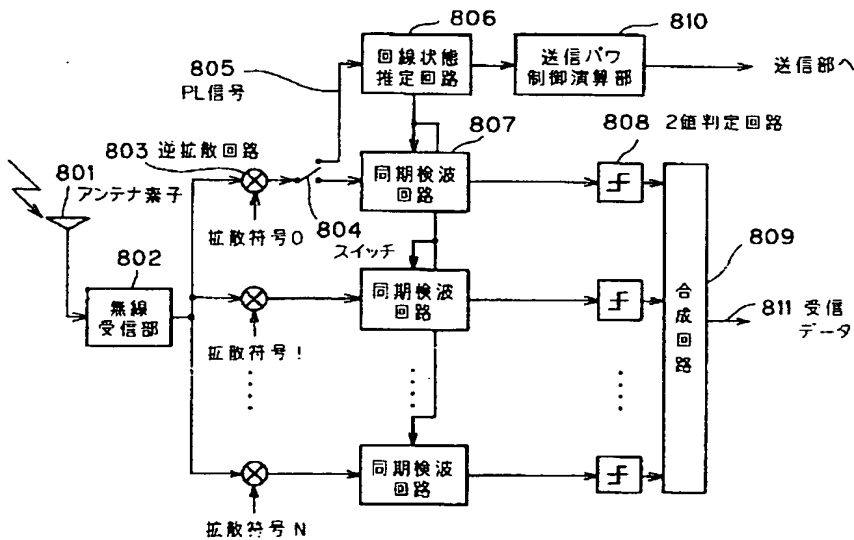 806
810
805
PL信号
回線状態
推定回路
送信パワ
制御演算部
送信部へ
807
808 2値判定回路
803 逆拡散回路
801
アンテナ素子
同期検波
回路
拡散符号0
804
スイッチ
809
802
無線
受信部
同期検波
回路
合成回路
811 受信
データ
拡散符号1
同期検波
回路
拡散符号N